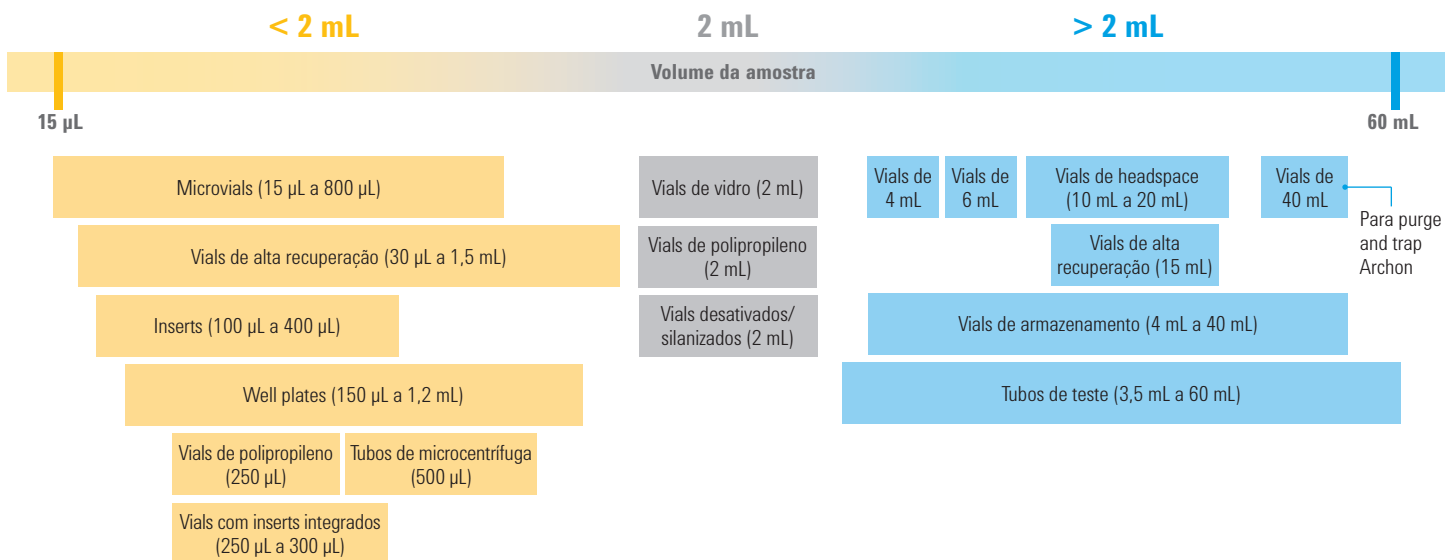 < 2 mL
2 mL
> 2 mL
Volume da amostra
15 µL
60 mL
Microvials (15 µL a 800 µL)
Vials de alta recuperação (30 µL a 1,5 mL)
Inserts (100 µL a 400 µL)
Well plates (150 µL a 1,2 mL)
Vials de polipropileno
(250 µL)
Tubos de microcentrífuga
(500 µL)
Vials com inserts integrados
(250 µL a 300 µL)
Vials de vidro (2 mL)
Vials de polipropileno
(2 mL)
Vials desativados/
silanizados (2 mL)
Vials de
4 mL
Vials de
6 mL
Vials de headspace
(10 mL a 20 mL)
Vials de
40 mL
Para purge
and trap
Archon
Vials de alta
recuperação (15 mL)
Vials de armazenamento (4 mL a 40 mL)
Tubos de teste (3,5 mL a 60 mL)